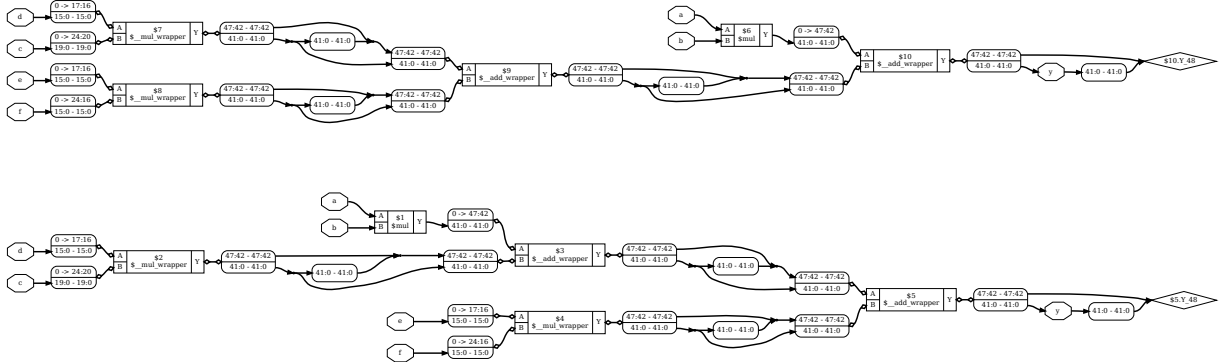 d
0 -> 17:16
15:0 - 15:0
c
0 -> 24:20
19:0 - 19:0
A
B
$7
$__mul_wrapper
Y
47:42 - 47:42
41:0 - 41:0
41:0 - 41:0
47:42 - 47:42
41:0 - 41:0
e
0 -> 17:16
15:0 - 15:0
f
0 -> 24:16
15:0 - 15:0
A
B
$8
$__mul_wrapper
Y
47:42 - 47:42
41:0 - 41:0
41:0 - 41:0
47:42 - 47:42
41:0 - 41:0
A
B
$9
$__add_wrapper
Y
47:42 - 47:42
41:0 - 41:0
41:0 - 41:0
47:42 - 47:42
41:0 - 41:0
a
b
A
B
$6
$mul
Y
0 -> 47:42
41:0 - 41:0
A
B
$10
$__add_wrapper
Y
47:42 - 47:42
41:0 - 41:0
y
41:0 - 41:0
$10.Y_48
a
b
A
B
$1
$mul
Y
0 -> 47:42
41:0 - 41:0
d
0 -> 17:16
15:0 - 15:0
c
0 -> 24:20
19:0 - 19:0
A
B
$2
$__mul_wrapper
Y
47:42 - 47:42
41:0 - 41:0
41:0 - 41:0
47:42 - 47:42
41:0 - 41:0
A
B
$3
$__add_wrapper
Y
47:42 - 47:42
41:0 - 41:0
41:0 - 41:0
47:42 - 47:42
41:0 - 41:0
e
0 -> 17:16
15:0 - 15:0
f
0 -> 24:16
15:0 - 15:0
A
B
$4
$__mul_wrapper
Y
47:42 - 47:42
41:0 - 41:0
41:0 - 41:0
47:42 - 47:42
41:0 - 41:0
A
B
$5
$__add_wrapper
Y
47:42 - 47:42
41:0 - 41:0
y
41:0 - 41:0
$5.Y_48